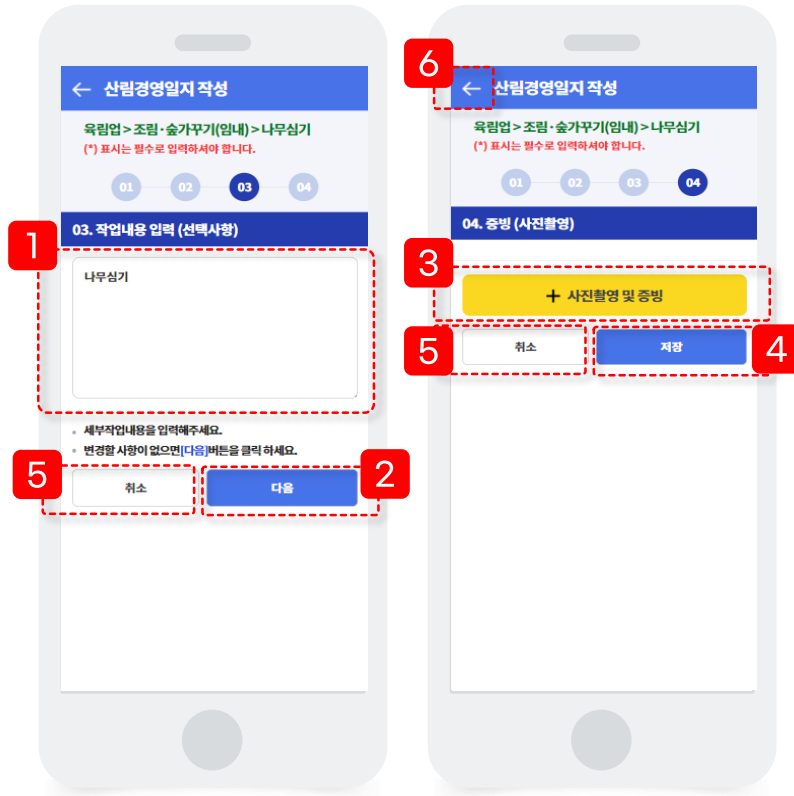 산림경영일지 작성
육림업 > 조림·숲가꾸기(임내) > 나무심기
(*) 표시는 필수로 입력하셔야 합니다.
01 02 03 04
1
03. 작업내용 입력 (선택사항)
나무심기
세부작업내용을 입력해주세요.
변경할 사항이 없으면[다음]버튼을 클릭 하세요.
5
취소
다음
2
6
산림경영일지 작성
육림업 > 조림·숲가꾸기(임내) > 나무심기
(*) 표시는 필수로 입력하셔야 합니다.
01 02 03 04
04. 증빙 (사진촬영)
3
+ 사진촬영 및 증빙
5
취소
저장
4